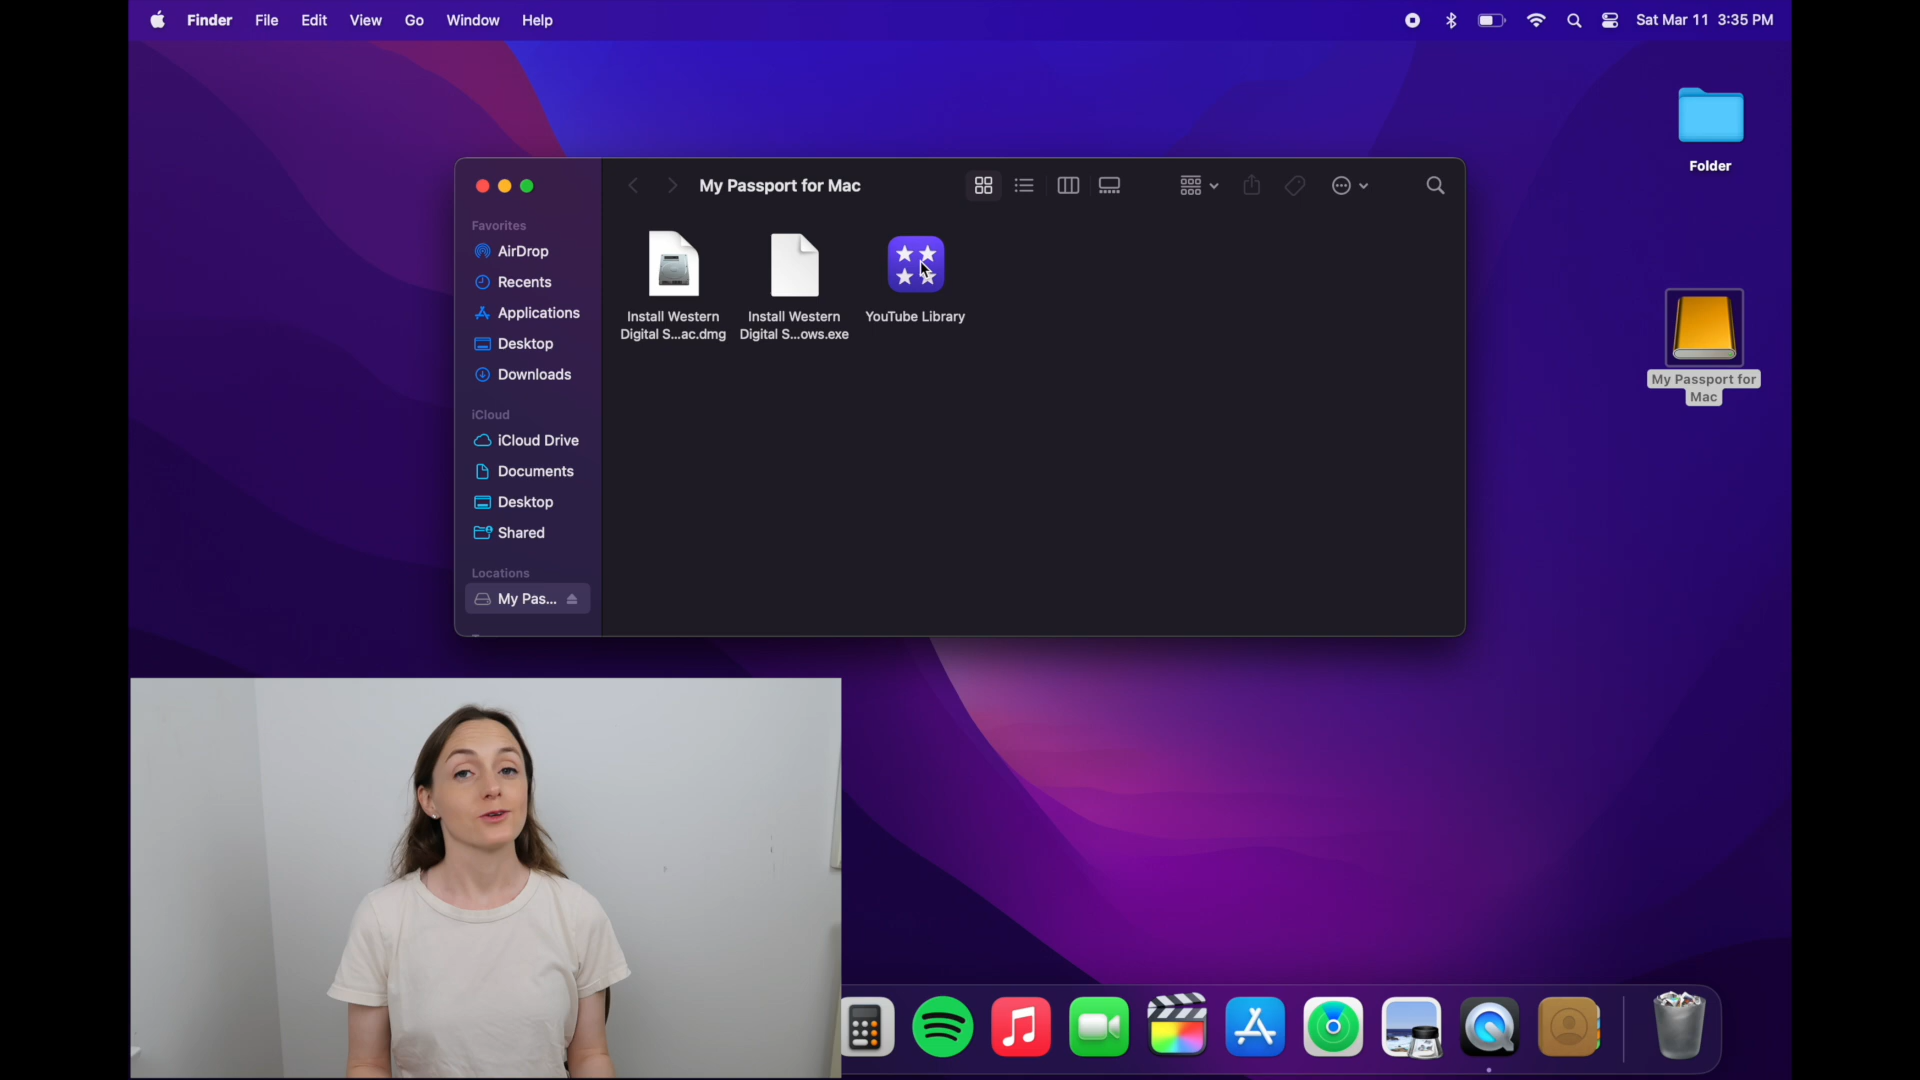 Finder File Edit View Go Window Help Sat Mar 11 3:35 PM
Folder
My Passport for Mac
Favorites
AirDrop
Recents
Applications
Desktop
Downloads
iCloud
iCloud Drive
Documents
Desktop
Shared
Locations
My Pas...
Install Western
Digital S...ac.dmg
Install Western
Digital S...ows.exe
YouTube Library
My Passport for
Mac